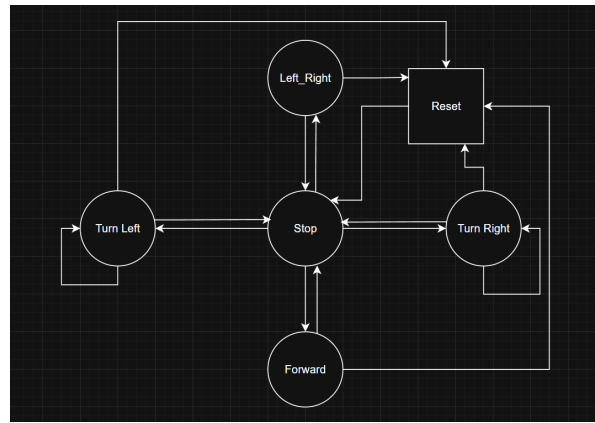 Left_Right
Reset
Turn Left
Stop
Turn Right
Forward